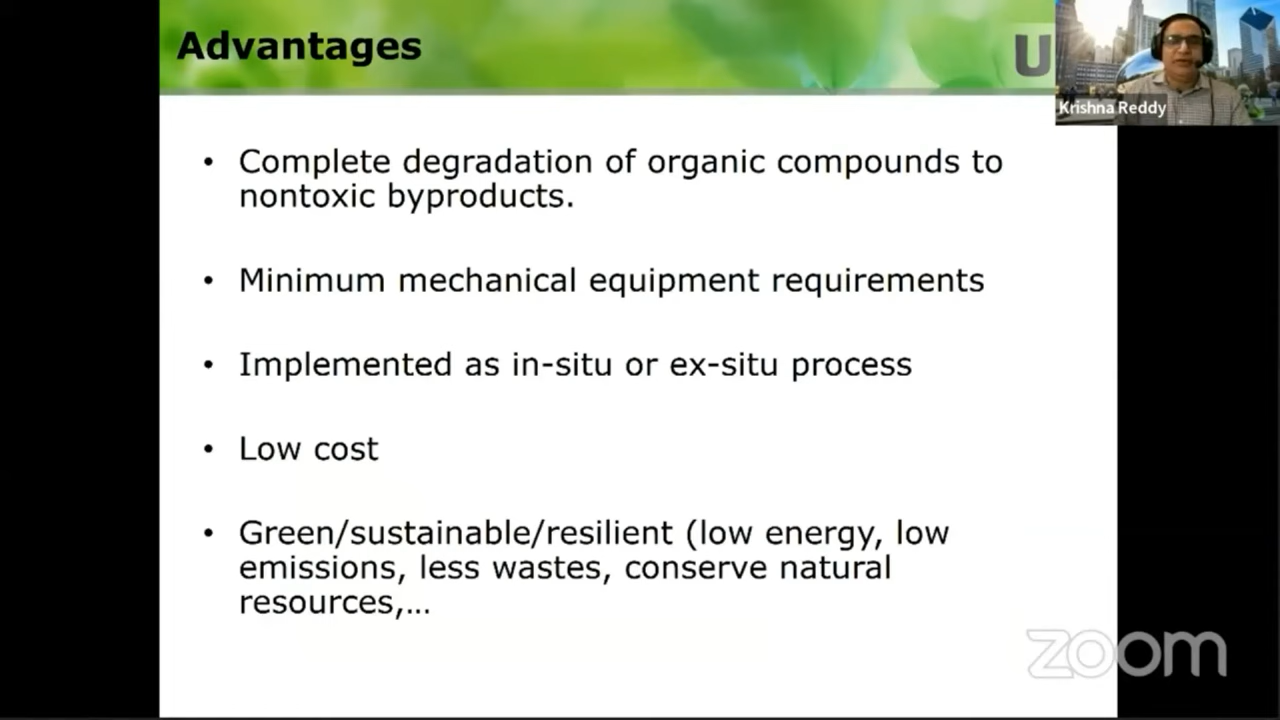 Advantages
U
Krishna Reddy
• Complete degradation of organic compounds to
nontoxic byproducts.
• Minimum mechanical equipment requirements
• Implemented as in-situ or ex-situ process
• Low cost
• Green/sustainable/resilient (low energy, low
emissions, less wastes, conserve natural
resources,...
zoom